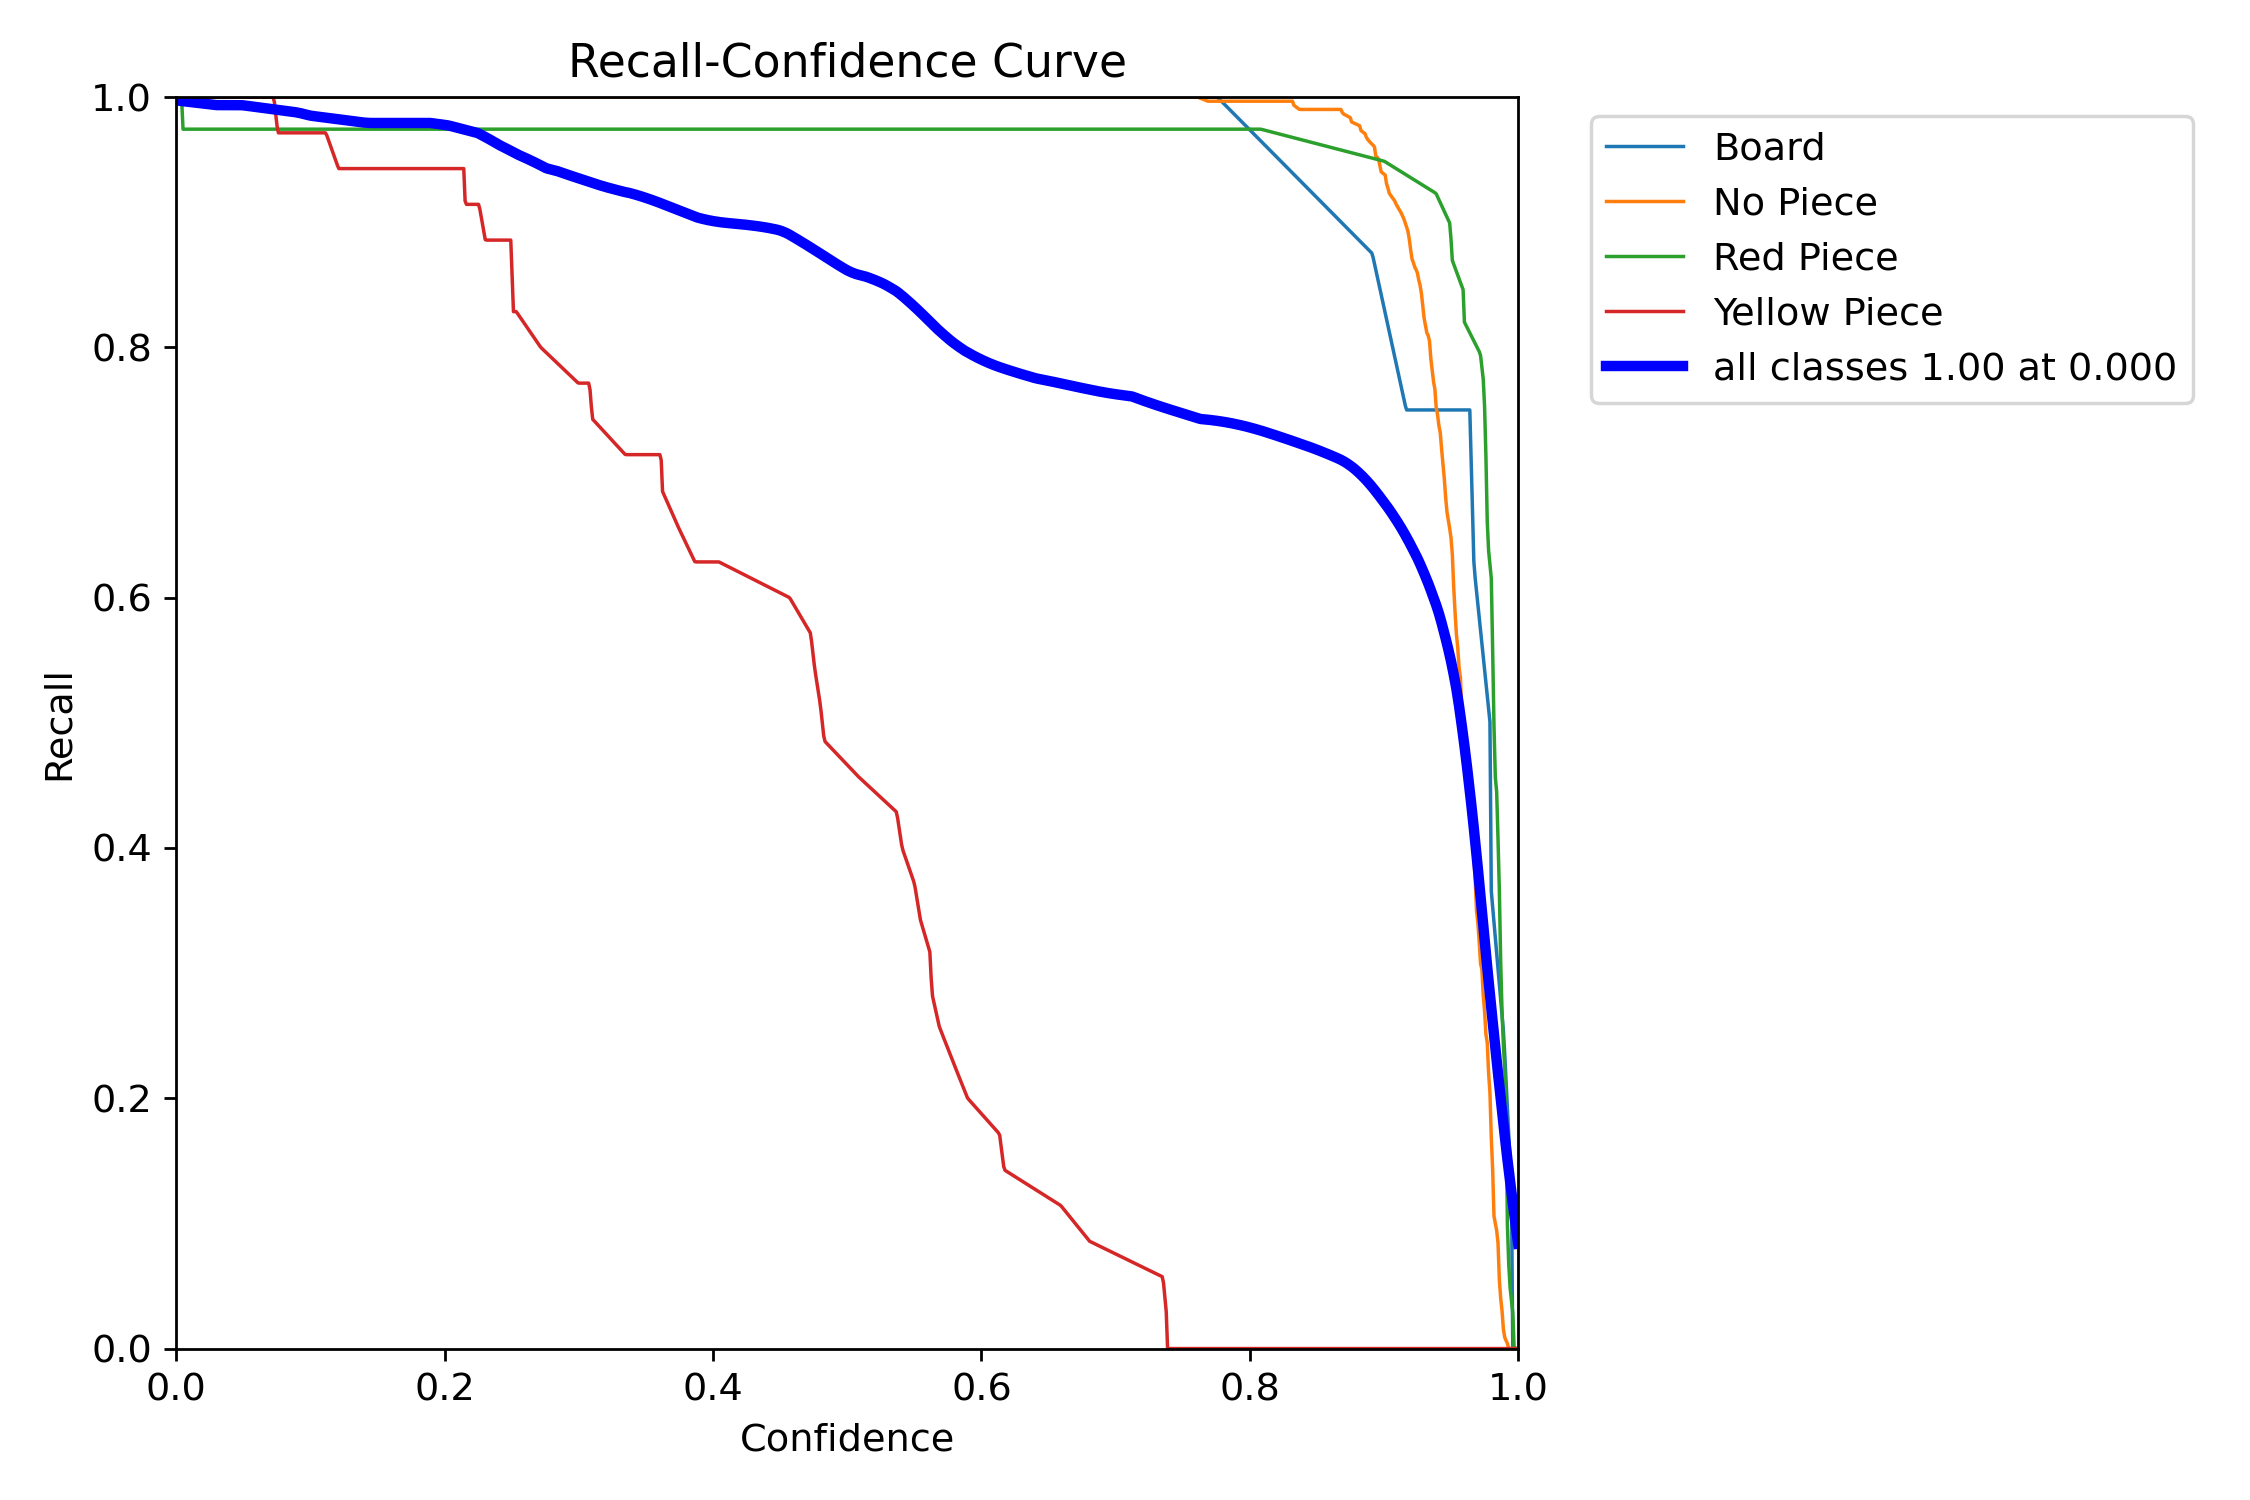 Recall-Confidence Curve
1.0
0.8
0.6
0.4
0.2
0.0
Recall
0.0 0.2 0.4 0.6 0.8 1.0
Confidence
Board
No Piece
Red Piece
Yellow Piece
all classes 1.00 at 0.000